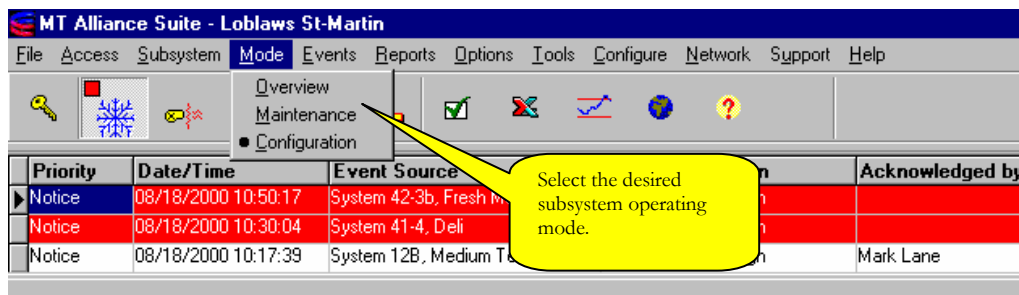 MT Alliance Suite - Loblaws St-Martin
File Access Subsystem Mode Events Reports Options Tools Configure Network Support Help
Overview
Maintenance
Configuration
Priority Date/Time Event Source Acknowledged by
Notice 08/18/2000 10:50:17 System 42-3b, Fresh
Notice 08/18/2000 10:30:04 System 41-4, Deli
Notice 08/18/2000 10:17:39 System 12B, Medium Mark Lane
Select the desired
subsystem operating
mode.